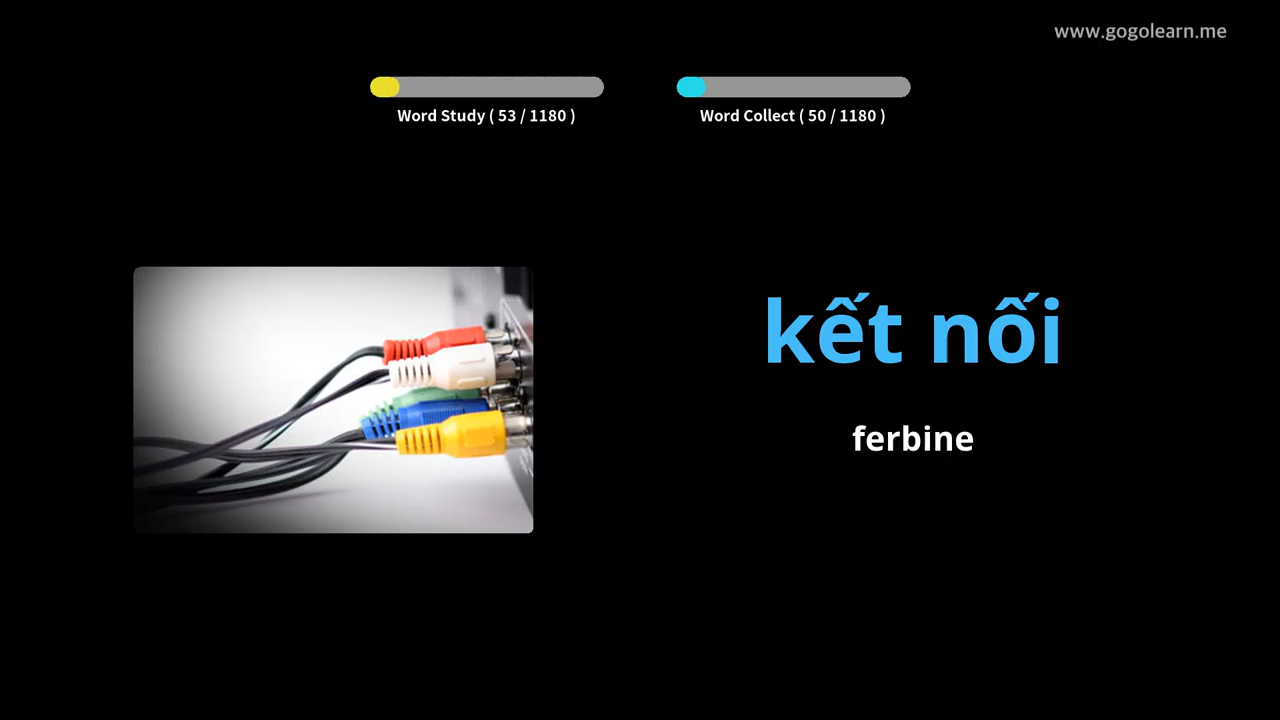 www.gogolearn.me
Word Study ( 53 / 1180 )
Word Collect ( 50 / 1180 )
kết nối
ferbine